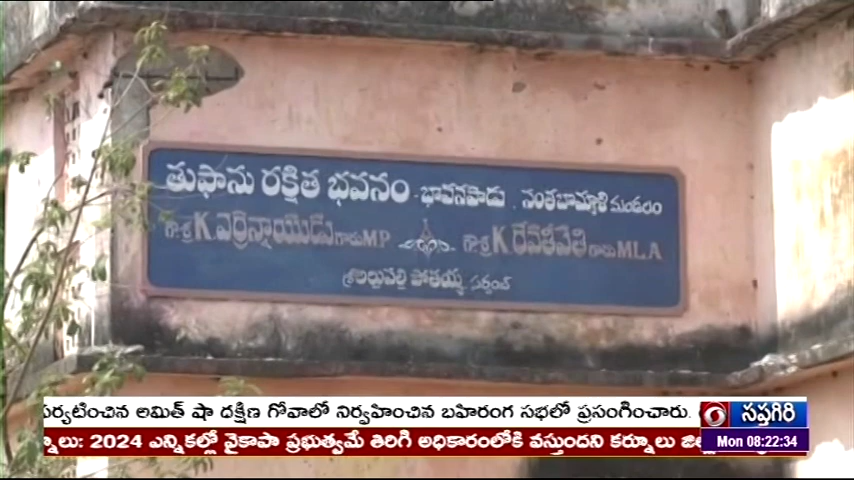 తుఫాను రక్షిత భవనం - భావనపాడు, సంతబొమ్మాళి మండలం
గౌ.శ్రీ K.ఎర్రన్నాయుడు గారు MP గౌ.శ్రీ K.రేవతీపతి గారు MLA
శ్రీ పోతయ్య సర్పంచ్
పర్యటించిన అమిత్ షా దక్షిణ గోవాలో నిర్వహించిన బహిరంగ సభలో ప్రసంగించారు.
సప్తగిరి
ర్నూలు: 2024 ఎన్నికల్లో వైకాపా ప్రభుత్వమే తిరిగి అధికారంలోకి వస్తుందని కర్నూలు
Mon 08:22:34